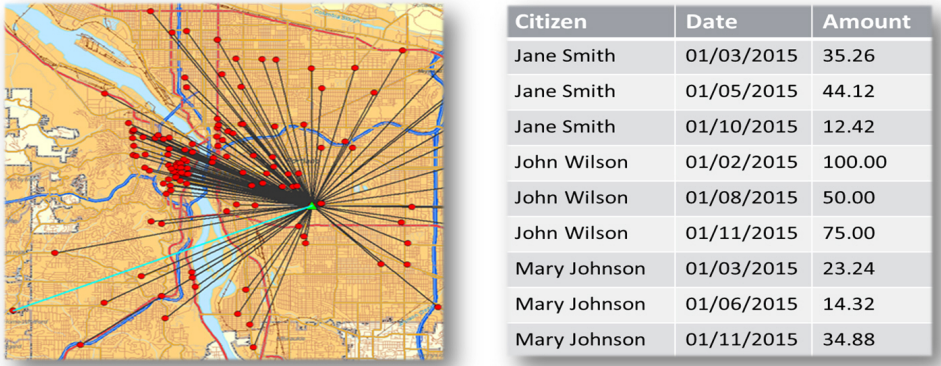 Citizen Date Amount
Jane Smith 01/03/2015 35.26
Jane Smith 01/05/2015 44.12
Jane Smith 01/10/2015 12.42
John Wilson 01/02/2015 100.00
John Wilson 01/08/2015 50.00
John Wilson 01/11/2015 75.00
Mary Johnson 01/03/2015 23.24
Mary Johnson 01/06/2015 14.32
Mary Johnson 01/11/2015 34.88